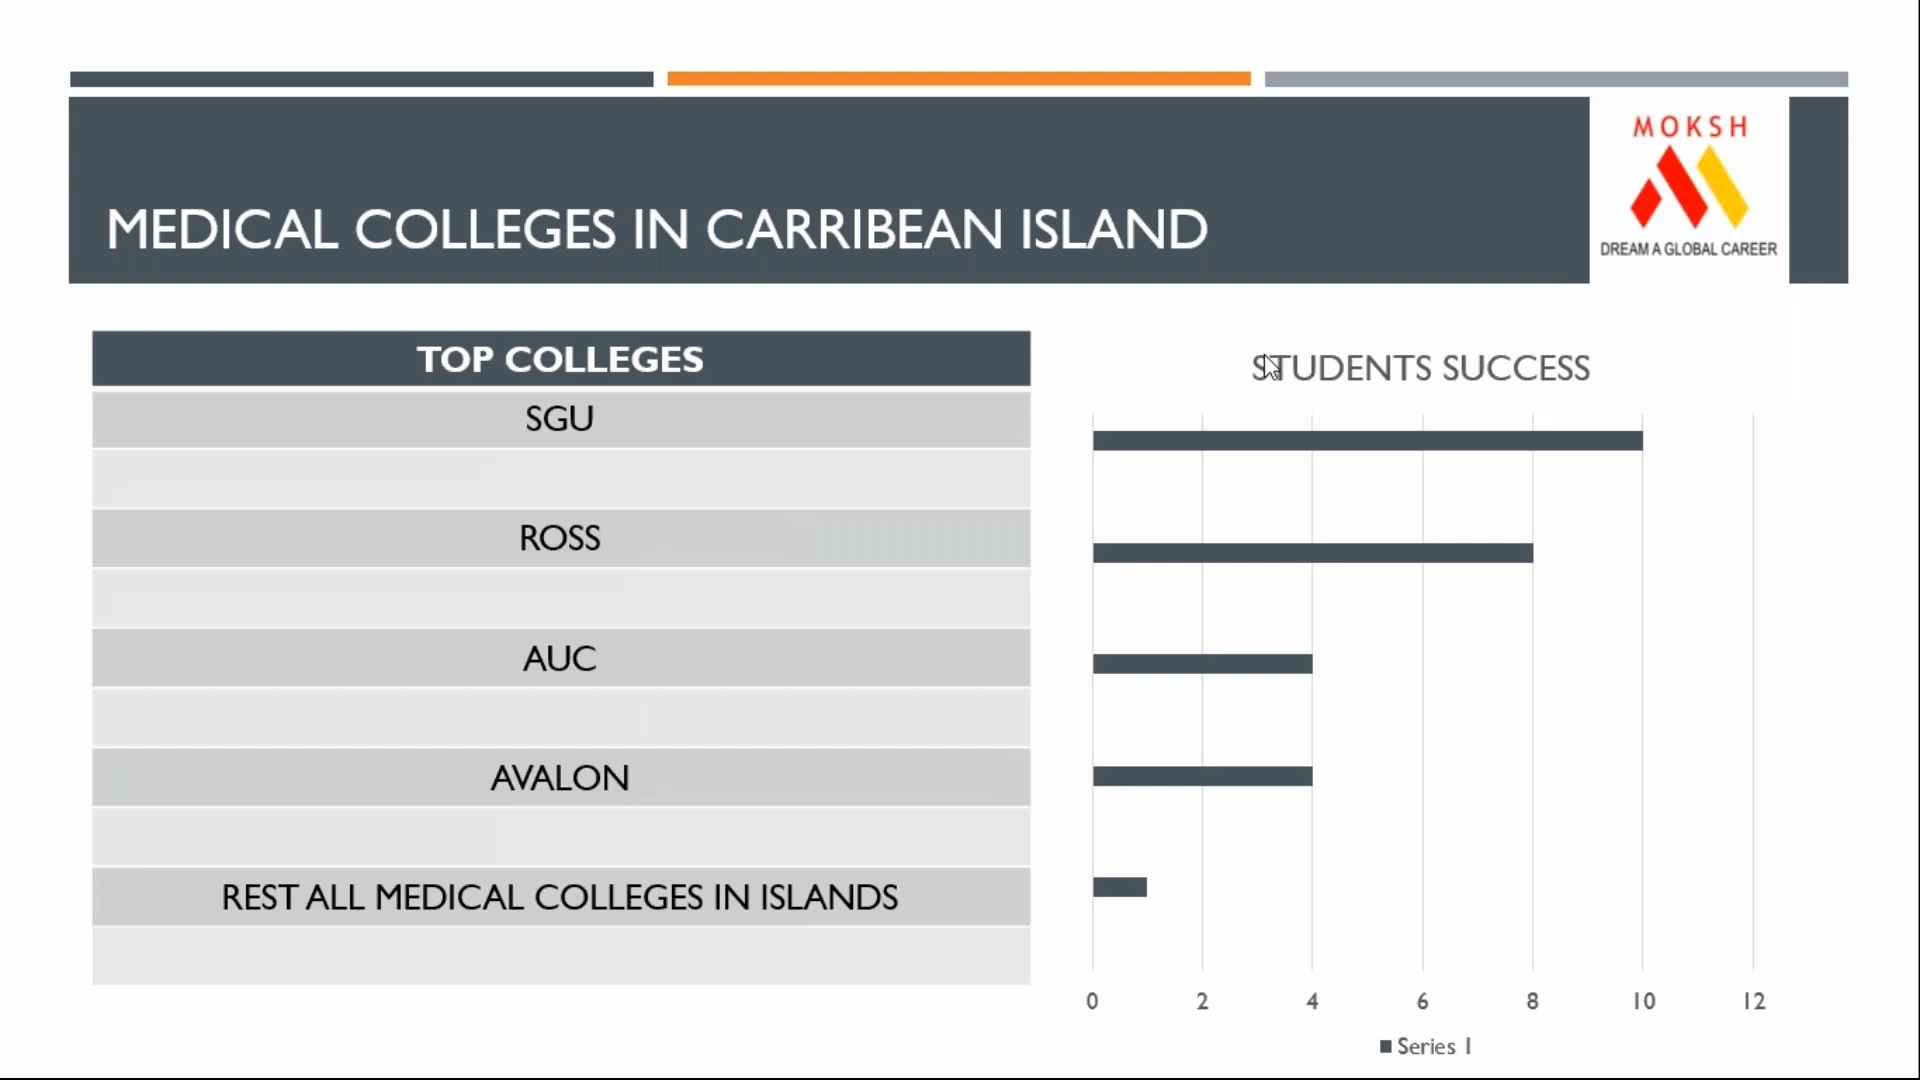 MOKSH
DREAM A GLOBAL CAREER
MEDICAL COLLEGES IN CARRIBEAN ISLAND
TOP COLLEGES
SGU
ROSS
AUC
AVALON
REST ALL MEDICAL COLLEGES IN ISLANDS
STUDENTS SUCCESS
0 2 4 6 8 10 12
Series 1